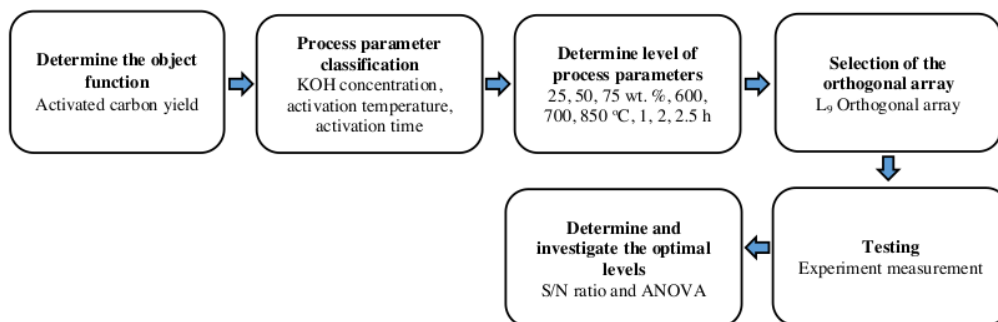 Determine the object
function
Activated carbon yield
Process parameter
classification
KOH concentration,
activation temperature,
activation time
Determine level of
process parameters
25, 50, 75 wt. %, 600,
700, 850 °C, 1, 2, 2.5 h
Selection of the
orthogonal array
L₉ Orthogonal array
Testing
Experiment measurement
Determine and
investigate the optimal
levels
S/N ratio and ANOVA